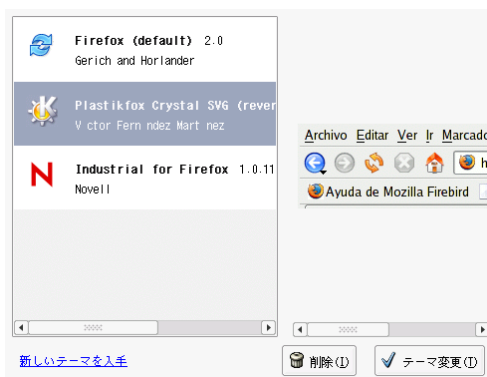 Firefox (default) 2.0
Gerich and Horlander
Plastikfox Crystal SVG (rever
V ctor Fern ndez Mart nez
Industrial for Firefox 1.0.11
Novell
Archivo Editar Ver Ir Marcado
h
Ayuda de Mozilla Firebird
新しいテーマを入手
削除(I)
テーマ変更(T)